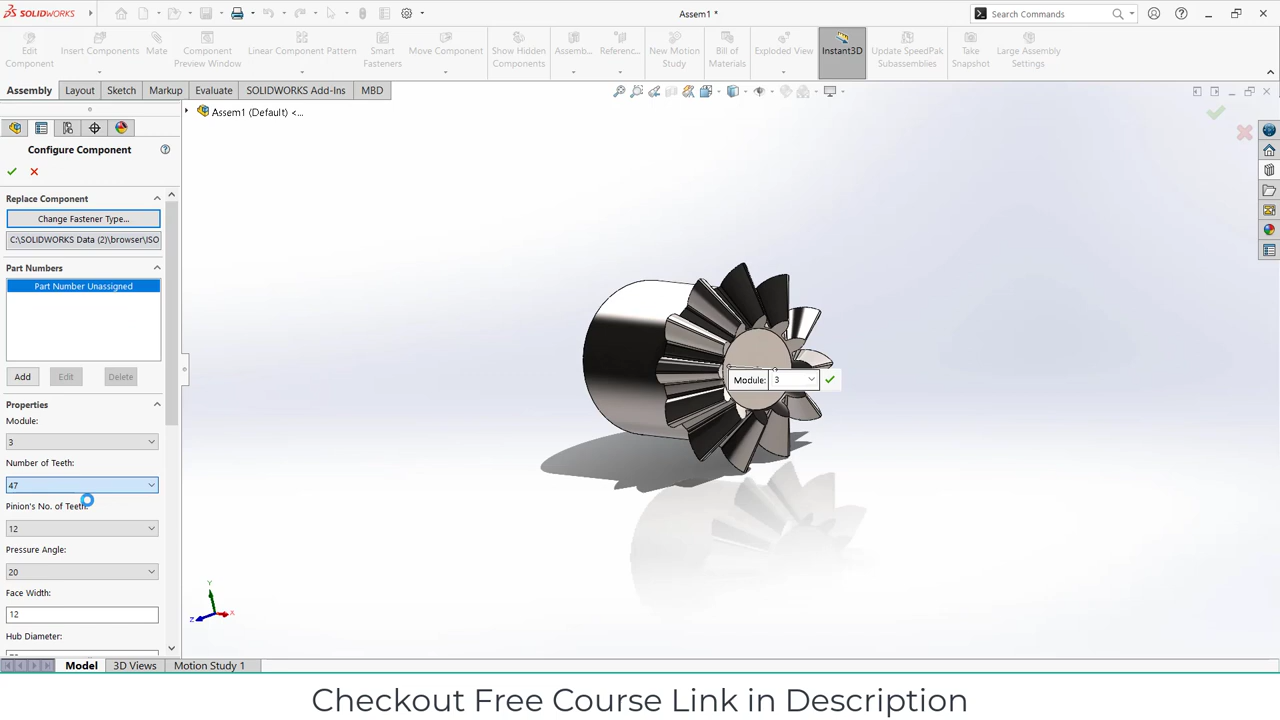 SOLIDWORKS
Assem1 *
Search Commands
Edit Component
Insert Components
Mate
Component Preview Window
Linear Component Pattern
Smart Fasteners
Move Component
Show Hidden Components
Assemb...
Referenc...
New Motion Study
Bill of Materials
Exploded View
Instant3D
Update SpeedPak Subassemblies
Take Snapshot
Large Assembly Settings
Assembly
Layout
Sketch
Markup
Evaluate
SOLIDWORKS Add-Ins
MBD
Assem1 (Default) <...
Configure Component
Replace Component
Change Fastener Type...
C:\SOLIDWORKS Data (2)\browser\ISO
Part Numbers
Part Number Unassigned
Add
Edit
Delete
Properties
Module:
3
Number of Teeth:
47
Pinion's No. of Teeth:
12
Pressure Angle:
20
Face Width:
12
Hub Diameter:
Module: 3
Y
Z
X
Model
3D Views
Motion Study 1
Checkout Free Course Link in Description